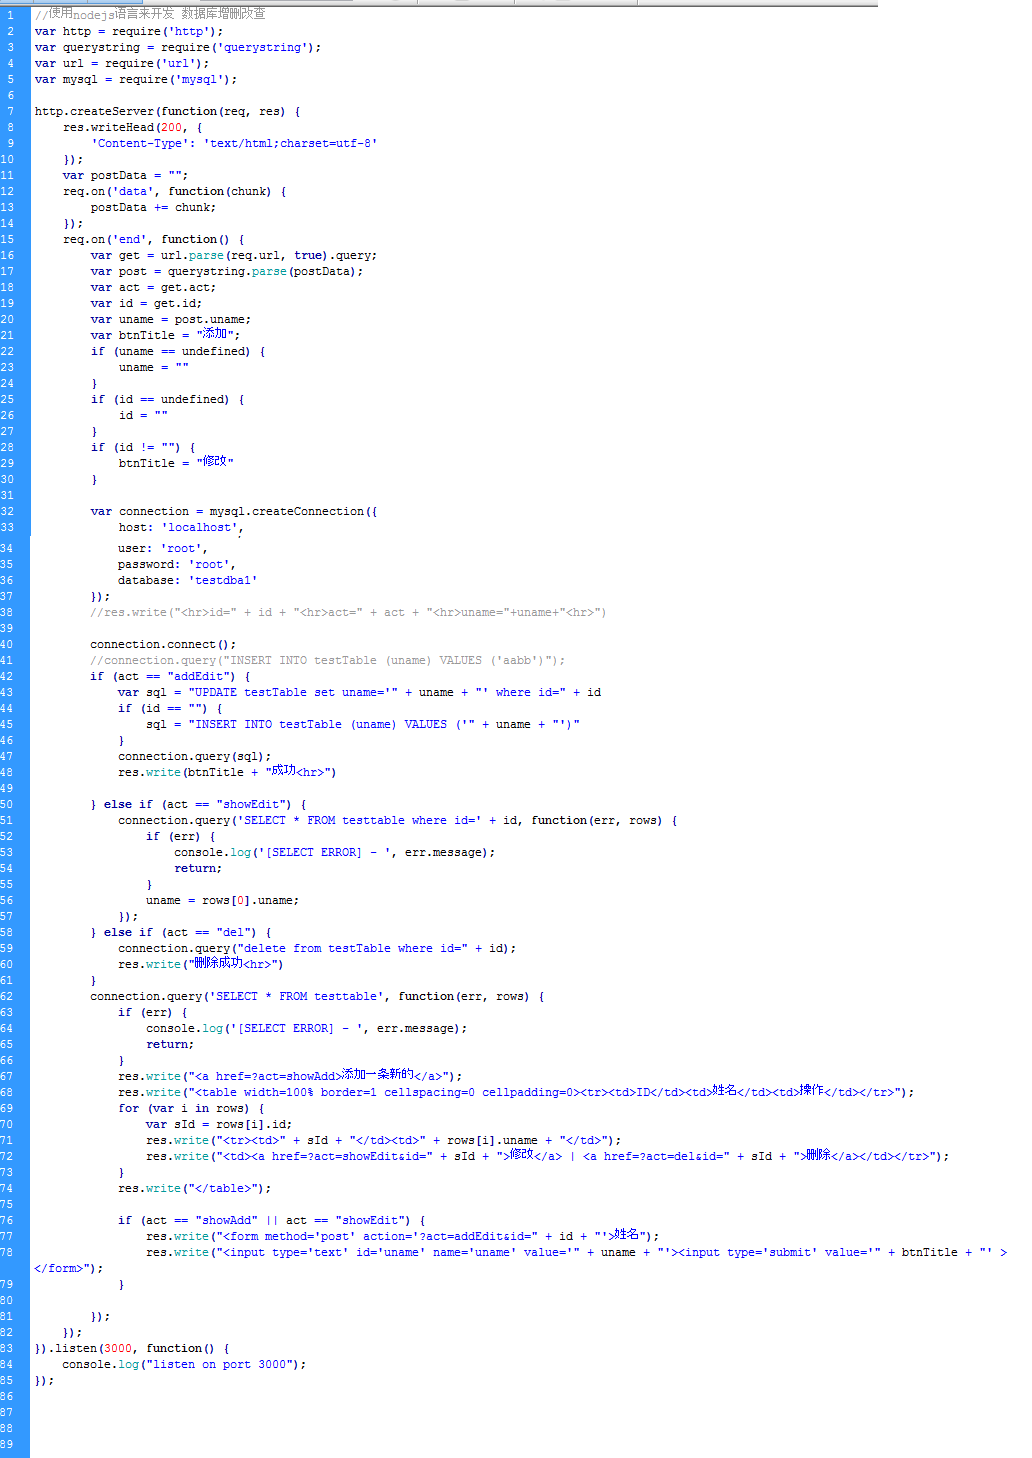 1 //使用nodejs语言来开发 数据库增删改查
2 var http = require('http');
3 var querystring = require('querystring');
4 var url = require('url');
5 var mysql = require('mysql');
6
7 http.createServer(function(req, res) {
8     res.writeHead(200, {
9         'Content-Type': 'text/html;charset=utf-8'
10     });
11     var postData = "";
12     req.on('data', function(chunk) {
13         postData += chunk;
14     });
15     req.on('end', function() {
16         var get = url.parse(req.url, true).query;
17         var post = querystring.parse(postData);
18         var act = get.act;
19         var id = get.id;
20         var uname = post.uname;
21         var btnTitle = "添加";
22         if (uname == undefined) {
23             uname = ""
24         }
25         if (id == undefined) {
26             id = ""
27         }
28         if (id != "") {
29             btnTitle = "修改"
30         }
31
32         var connection = mysql.createConnection({
33             host: 'localhost',
34             user: 'root',
35             password: 'root',
36             database: 'testdba1'
37         });
38         //res.write("<hr>id=" + id + "<hr>act=" + act + "<hr>uname="+uname+"<hr>")
39
40         connection.connect();
41         //connection.query("INSERT INTO testTable (uname) VALUES ('aabb')");
42         if (act == "addEdit") {
43             var sql = "UPDATE testTable set uname='" + uname + "' where id=" + id
44             if (id == "") {
45                 sql = "INSERT INTO testTable (uname) VALUES ('" + uname + "')"
46             }
47             connection.query(sql);
48             res.write(btnTitle + "成功<hr>")
49
50         } else if (act == "showEdit") {
51             connection.query('SELECT * FROM testtable where id=' + id, function(err, rows) {
52                 if (err) {
53                     console.log('[SELECT ERROR] - ', err.message);
54                     return;
55                 }
56                 uname = rows[0].uname;
57             });
58         } else if (act == "del") {
59             connection.query("delete from testTable where id=" + id);
60             res.write("删除成功<hr>")
61         }
62         connection.query('SELECT * FROM testtable', function(err, rows) {
63             if (err) {
64                 console.log('[SELECT ERROR] - ', err.message);
65                 return;
66             }
67             res.write("<a href=?act=showAdd>添加一条新的</a>");
68             res.write("<table width=100% border=1 cellspacing=0 cellpadding=0><tr><td>ID</td><td>姓名</td><td>操作</td></tr>");
69             for (var i in rows) {
70                 var sId = rows[i].id;
71                 res.write("<tr><td>" + sId + "</td><td>" + rows[i].uname + "</td>");
72                 res.write("<td><a href=?act=showEdit&id=" + sId + ">修改</a> | <a href=?act=del&id=" + sId + ">删除</a></td></tr>");
73             }
74             res.write("</table>");
75
76             if (act == "showAdd" || act == "showEdit") {
77                 res.write("<form method='post' action='?act=addEdit&id=" + id + "'>姓名");
78                 res.write("<input type='text' id='uname' name='uname' value='" + uname + "'><input type='submit' value='" + btnTitle + "' >
</form>");
79             }
80
81         });
82     });
83 }).listen(3000, function() {
84     console.log("listen on port 3000");
85 });
86
87
88
89